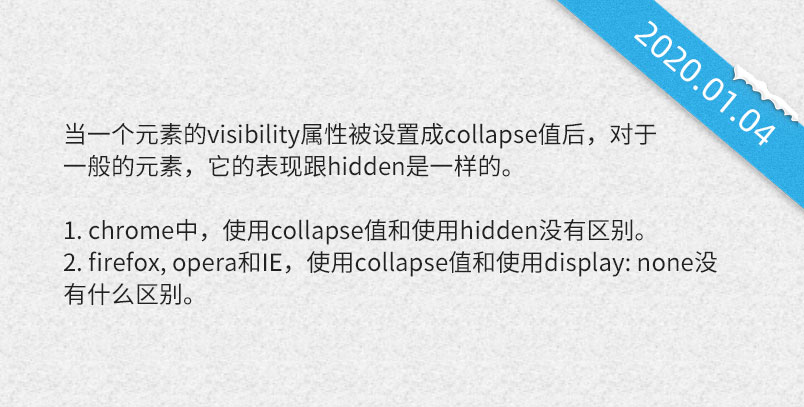 2020.01.04
当一个元素的visibility属性被设置成collapse值后，对于
一般的元素，它的表现跟hidden是一样的。
1. chrome中，使用collapse值和使用hidden没有区别。
2. firefox, opera和IE，使用collapse值和使用display: none没
有什么区别。